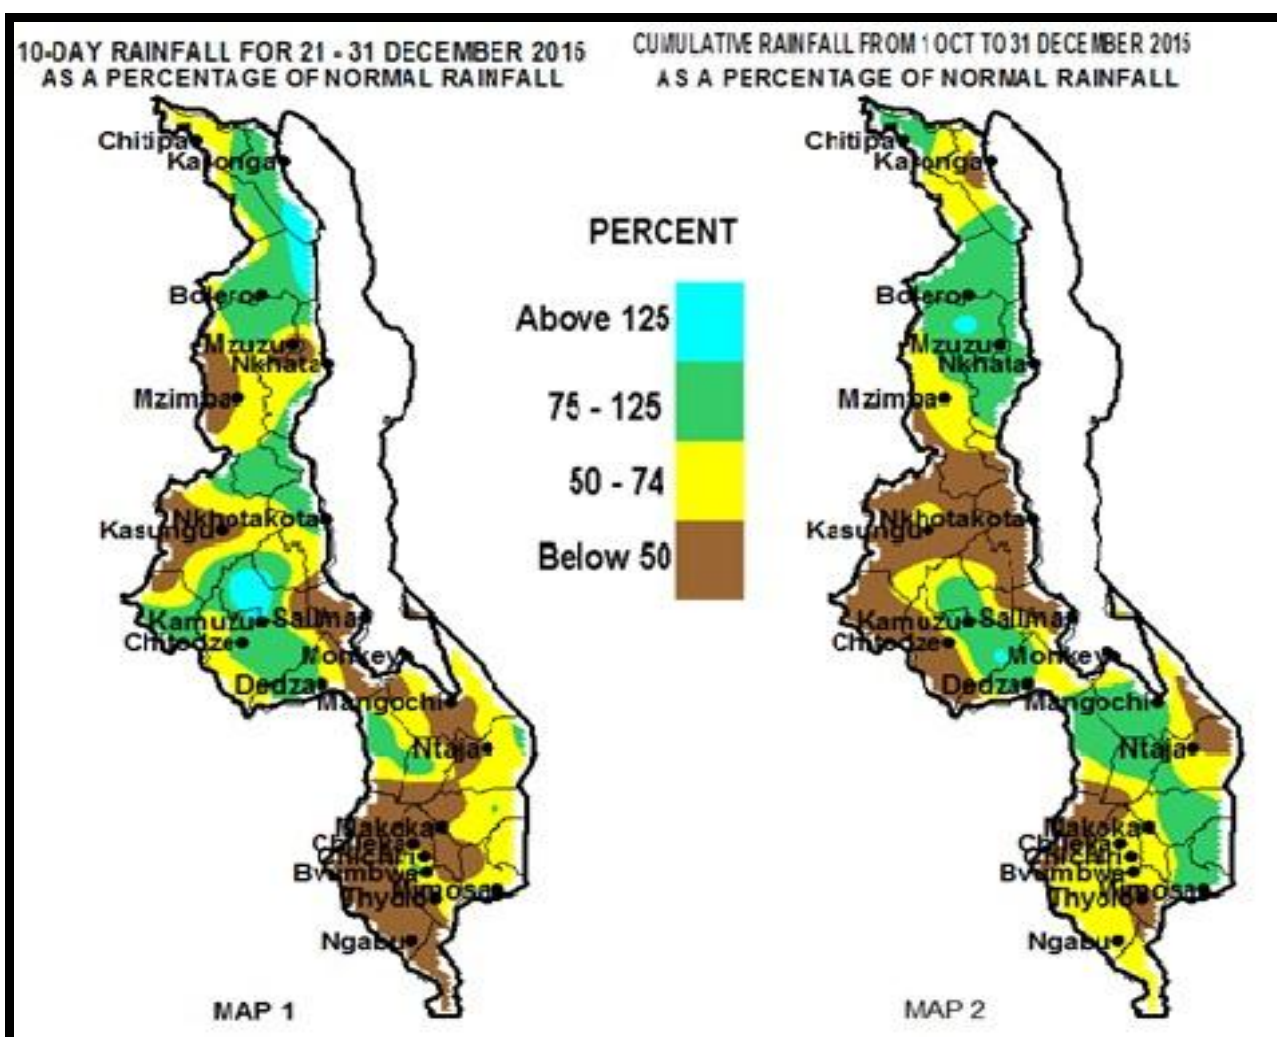 10-DAY RAINFALL FOR 21 - 31 DECEMBER 2015
AS A PERCENTAGE OF NORMAL RAINFALL
CUMULATIVE RAINFALL FROM 1 OCT TO 31 DECEMBER 2015
AS A PERCENTAGE OF NORMAL RAINFALL
Chitipa
Karonga
Bolero
Mzuzu
Nkhata
Mzimba
Nkhotakota
Kasungu
Kamuzu
Salima
Chitedze
Monkey
Dedza
Mangochi
Ntaja
Makoka
Chileka
Chichiri
Bvumbwe
Mimosa
Thyolo
Ngabu
MAP 1
PERCENT
Above 125
75 - 125
50 - 74
Below 50
Chitipa
Karonga
Bolero
Mzuzu
Nkhata
Mzimba
Nkhotakota
Kasungu
Kamuzu
Salima
Chitedze
Monkey
Dedza
Mangochi
Ntaja
Makoka
Chileka
Chichiri
Bvumbwe
Mimosa
Thyolo
Ngabu
MAP 2